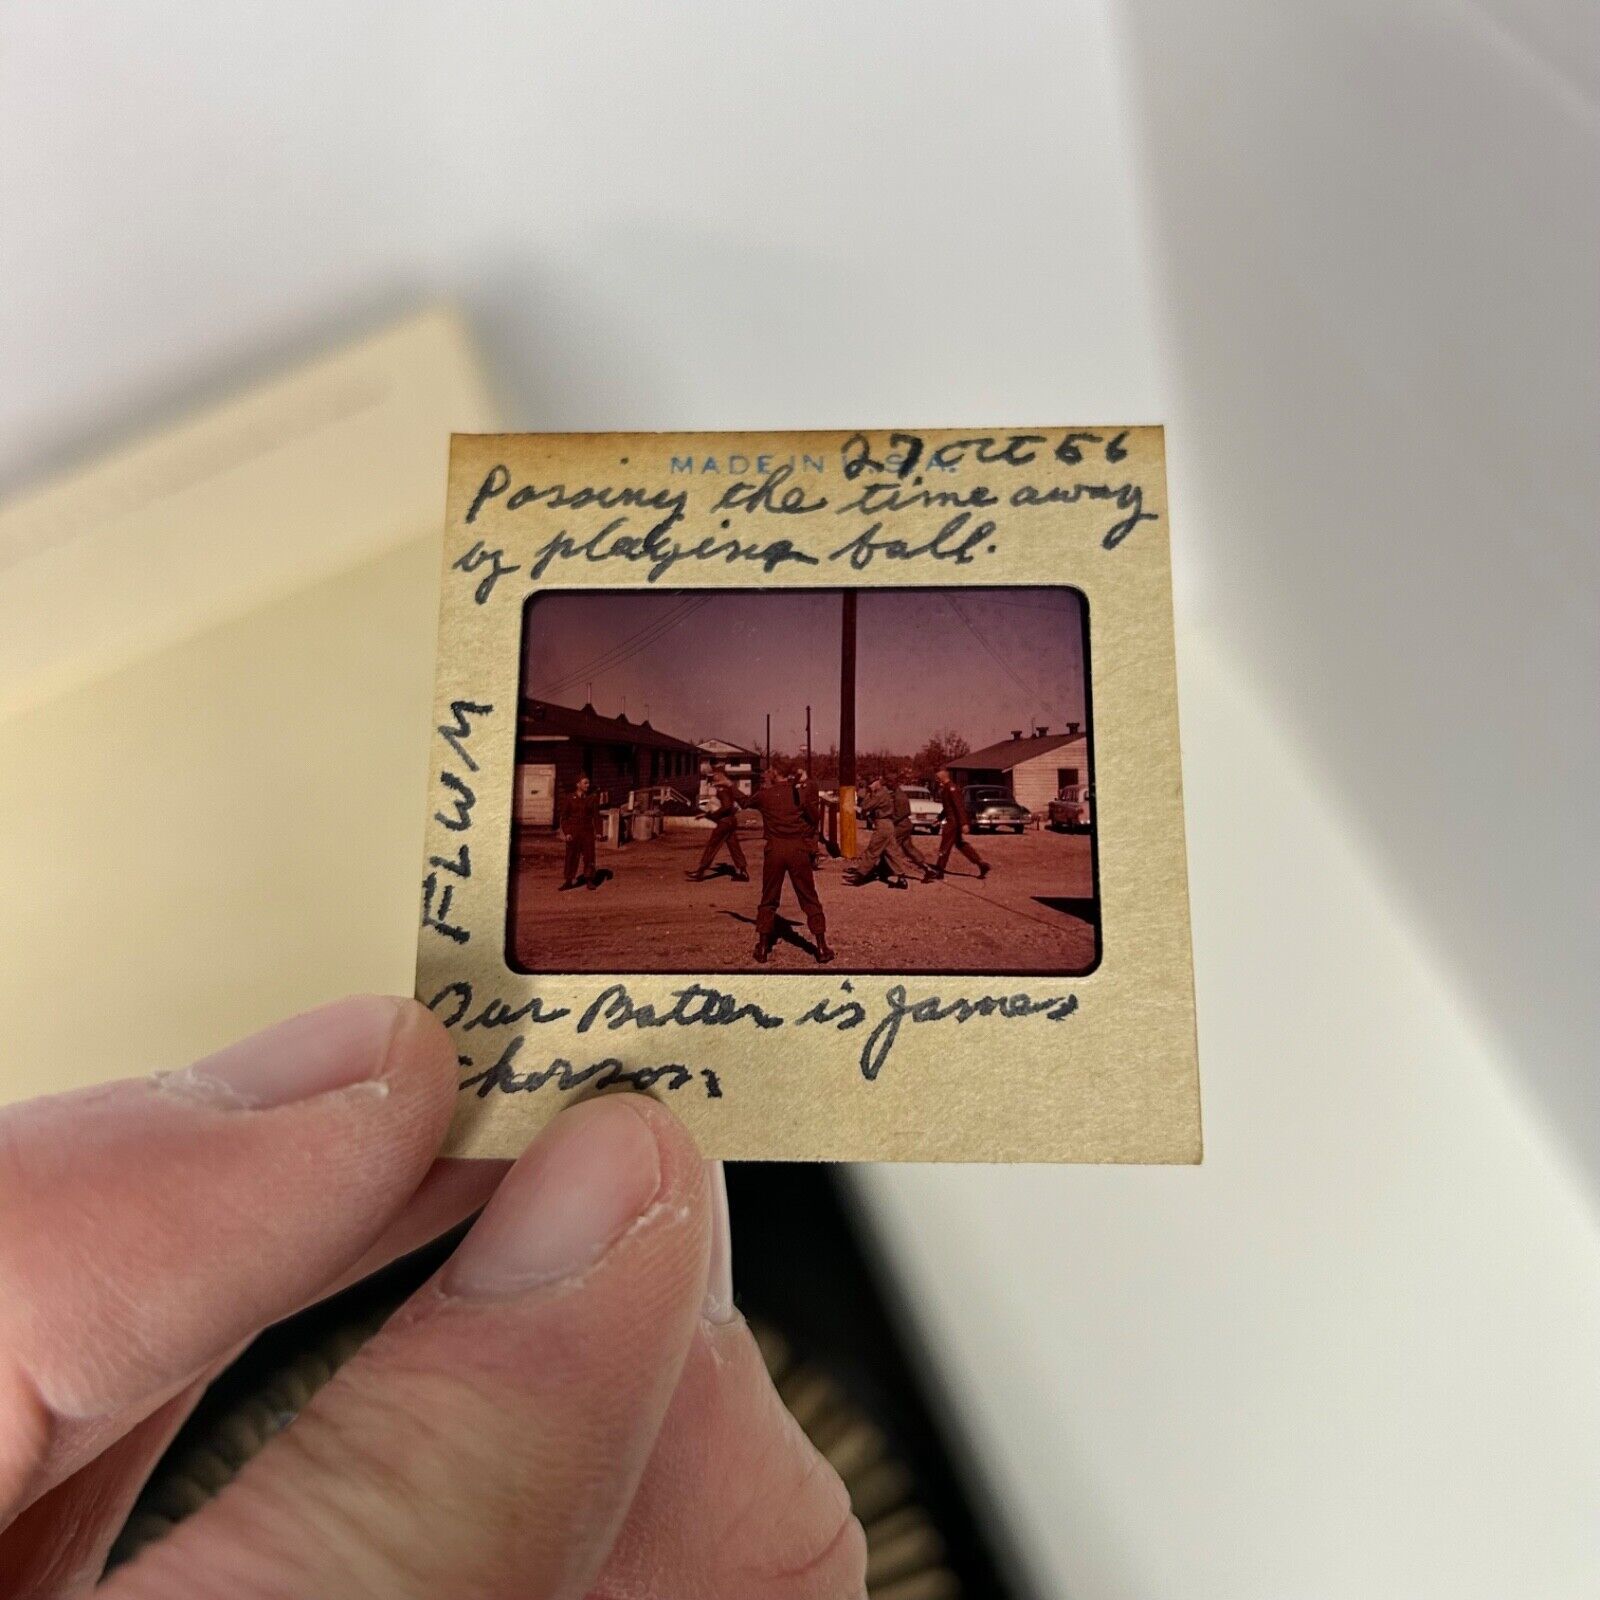 27 Oct 56
MADE IN U.S.A.
Passing the time away
by playing ball.
FLWM
Our Batter is James